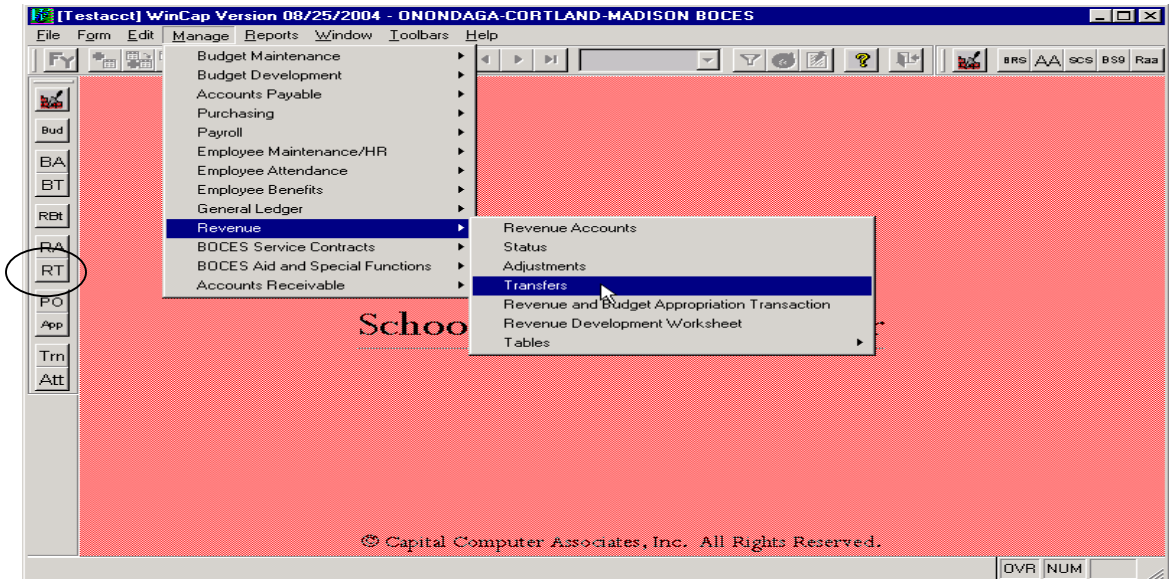 [Testacct] WinCap Version 08/25/2004 - ONONDAGA-CORTLAND-MADISON BOCES
File Form Edit Manage Reports Window Toolbars Help
FY
BRS AA SCS BS9 Raa
Budget Maintenance
Budget Development
Accounts Payable
Purchasing
Payroll
Employee Maintenance/HR
Employee Attendance
Employee Benefits
General Ledger
Revenue
BOCES Service Contracts
BOCES Aid and Special Functions
Accounts Receivable
Revenue Accounts
Status
Adjustments
Transfers
Revenue and Budget Appropriation Transaction
Revenue Development Worksheet
Tables
Bud
BA
BT
RBt
RA
RT
PO
App
Trn
Att
Schoo
© Capital Computer Associates, Inc. All Rights Reserved.
OVR NUM